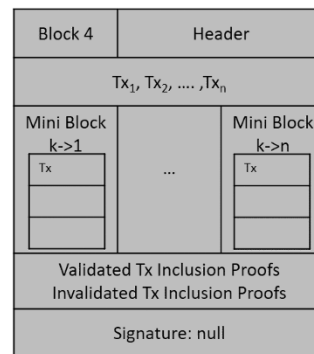 Block 4
Header
Tx₁, Tx₂, .... ,Txₙ
Mini Block
k->1
Tx
...
Mini Block
k->n
Tx
Validated Tx Inclusion Proofs
Invalidated Tx Inclusion Proofs
Signature: null